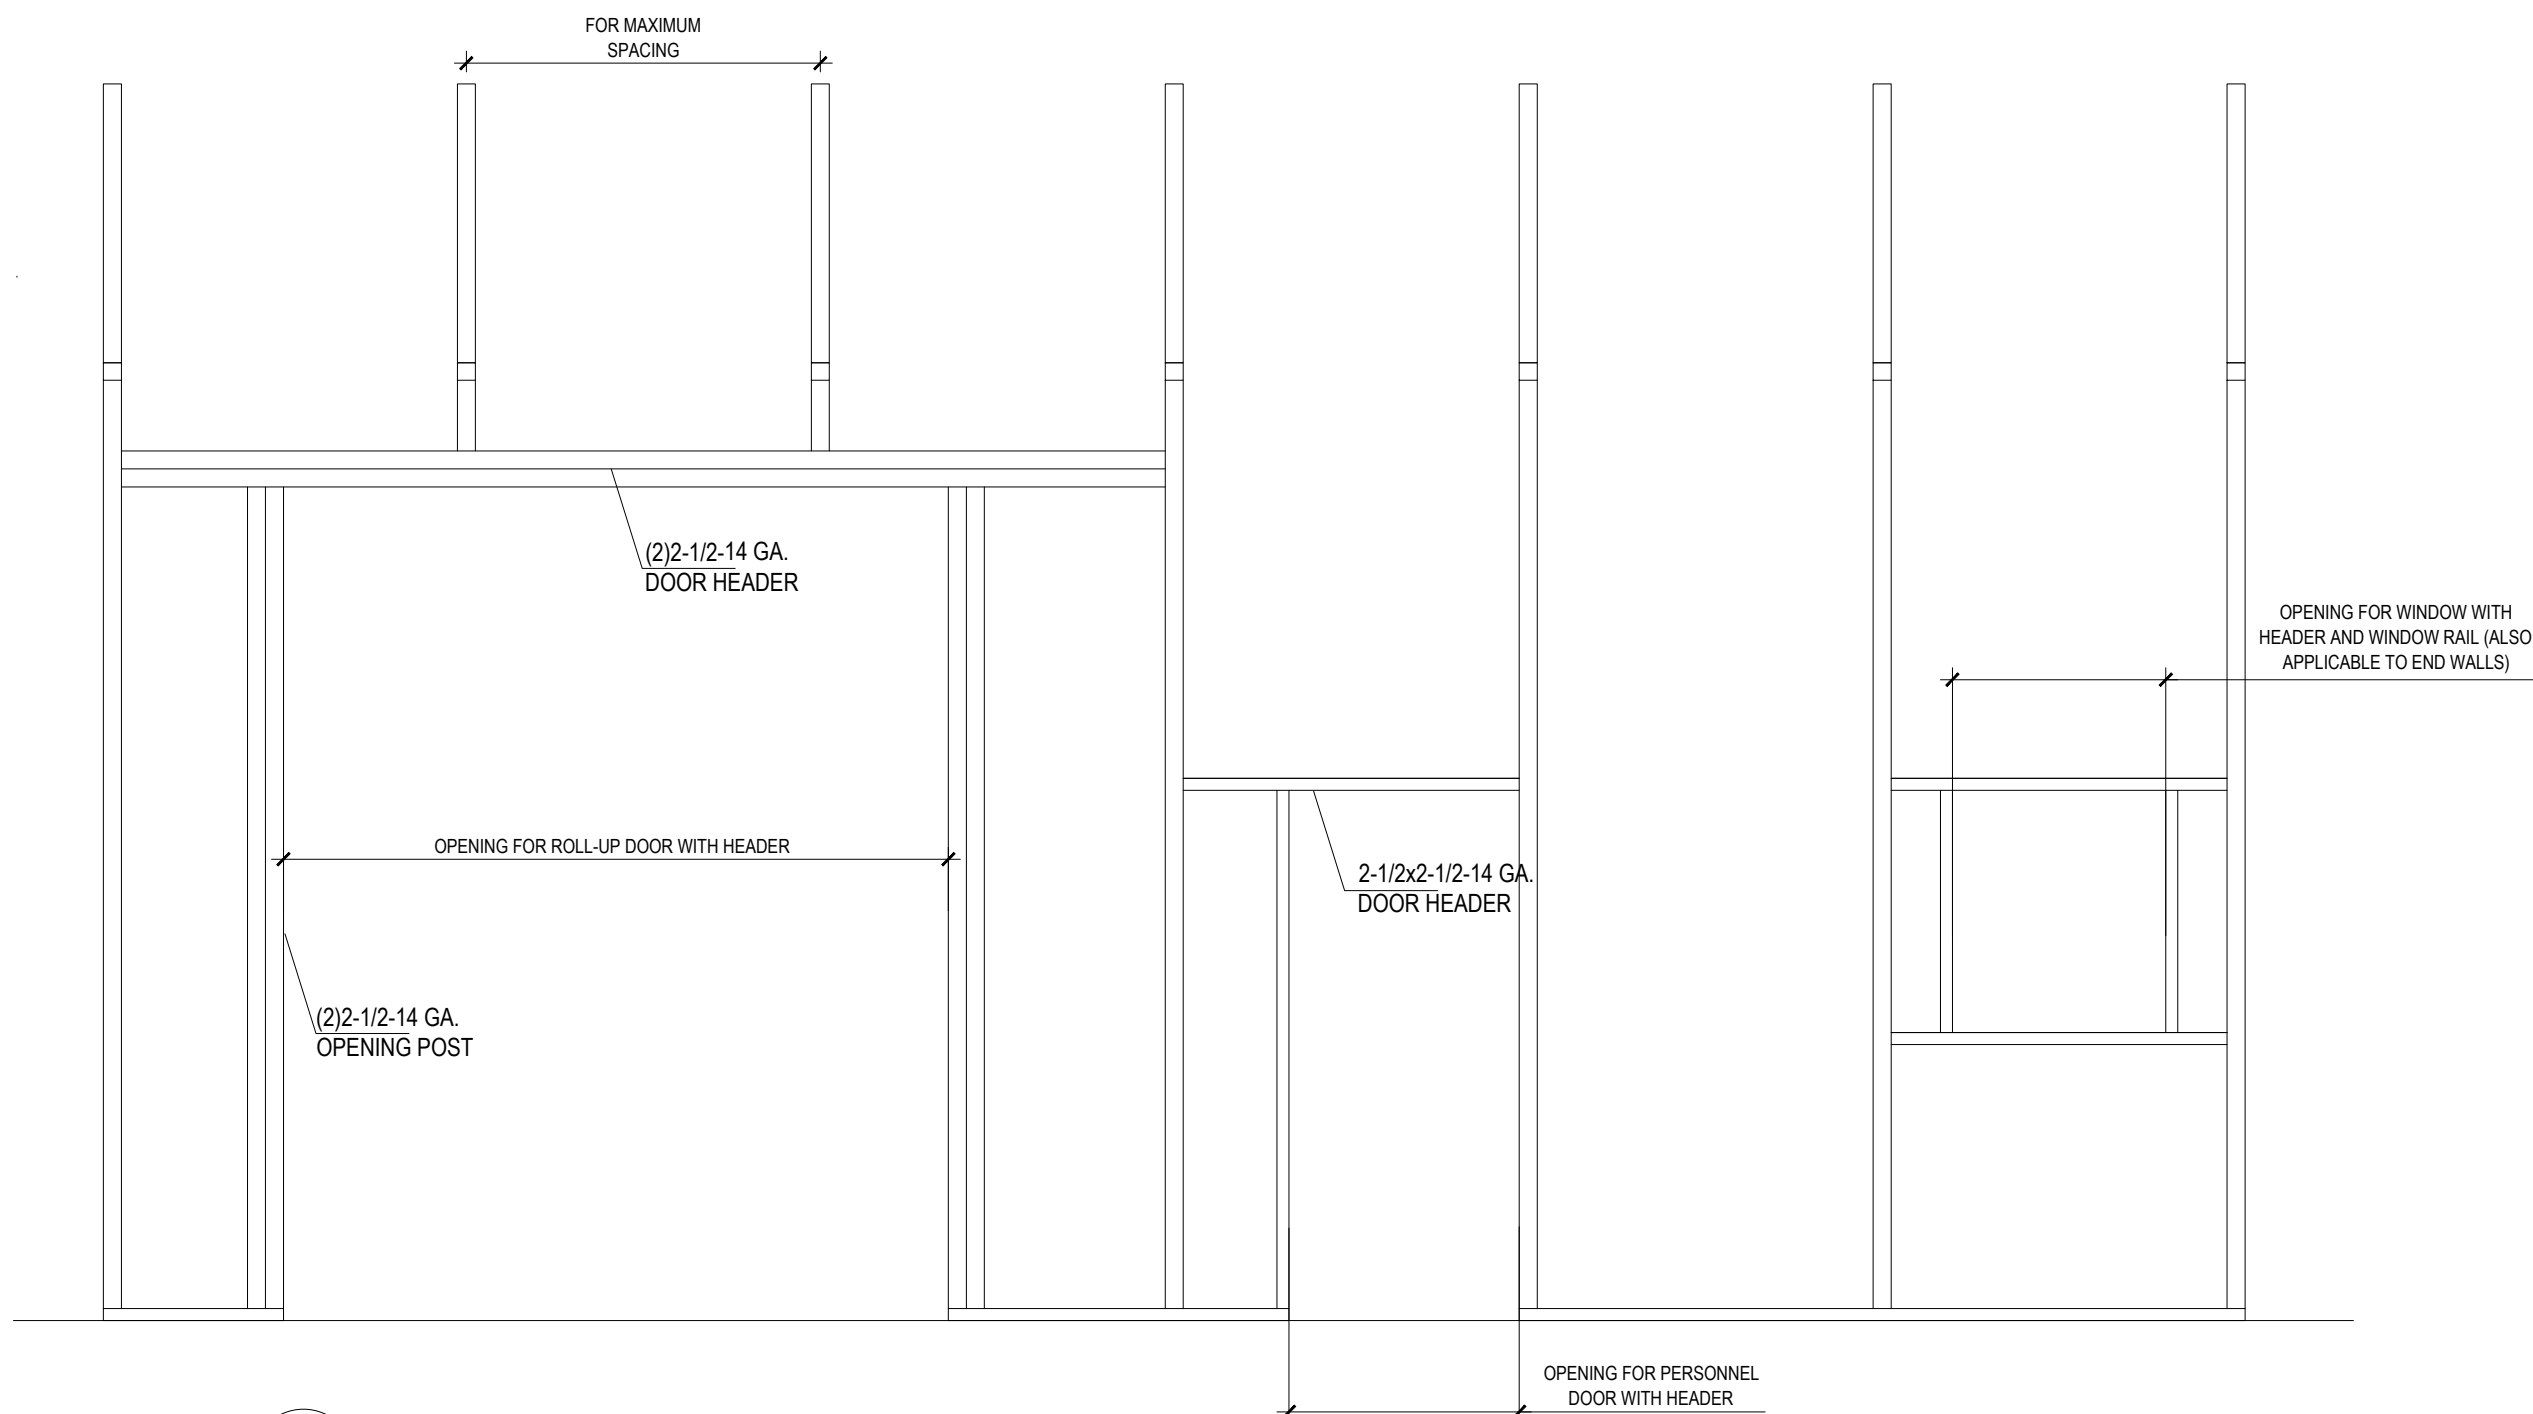 FOR MAXIMUM
SPACING
(2)2-1/2-14 GA.
DOOR HEADER
OPENING FOR WINDOW WITH
HEADER AND WINDOW RAIL (ALSO
APPLICABLE TO END WALLS)
OPENING FOR ROLL-UP DOOR WITH HEADER
2-1/2x2-1/2-14 GA.
DOOR HEADER
(2)2-1/2-14 GA.
OPENING POST
OPENING FOR PERSONNEL
DOOR WITH HEADER